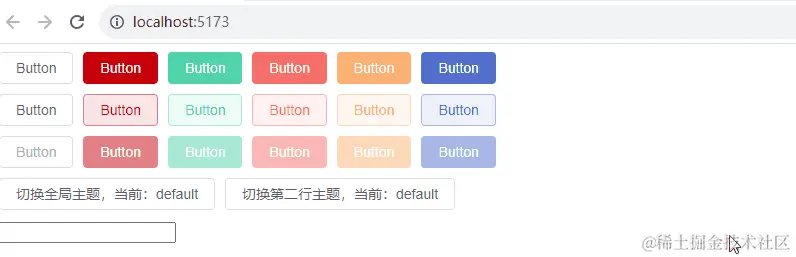 localhost:5173
Button Button Button Button Button Button
Button Button Button Button Button Button
Button Button Button Button Button Button
切换全局主题，当前：default 切换第二行主题，当前：default
@稀土掘金技术社区